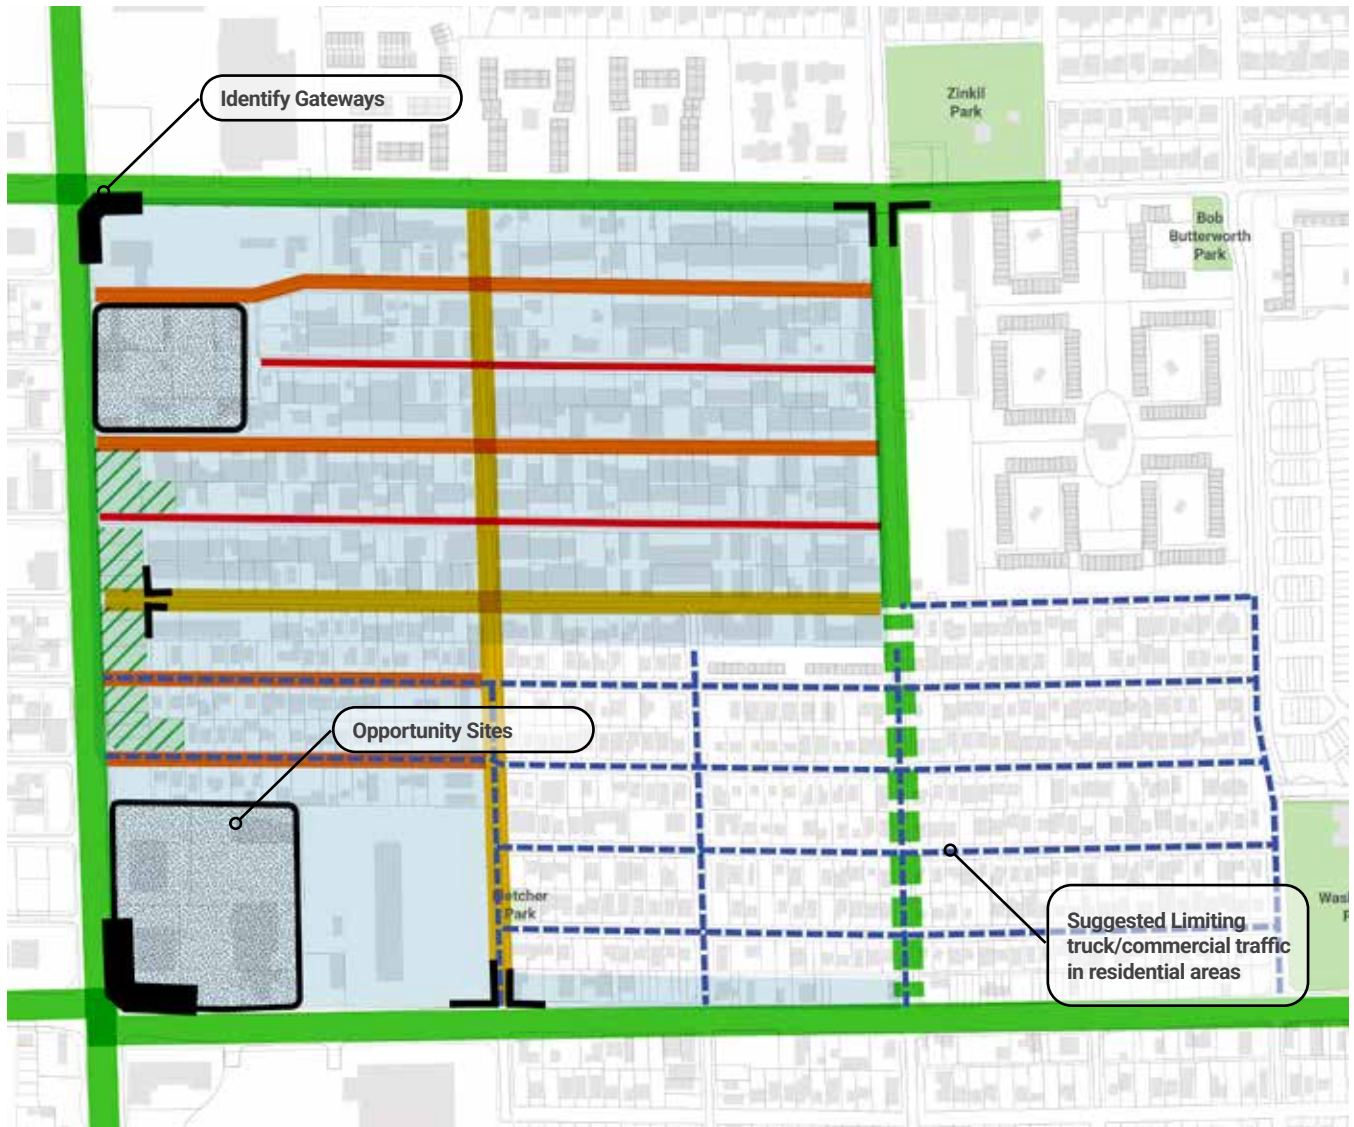 Identify Gateways
Zinkil
Park
Bob
Butterworth
Park
Opportunity Sites
Park
Suggested Limiting
truck/commercial traffic
in residential areas